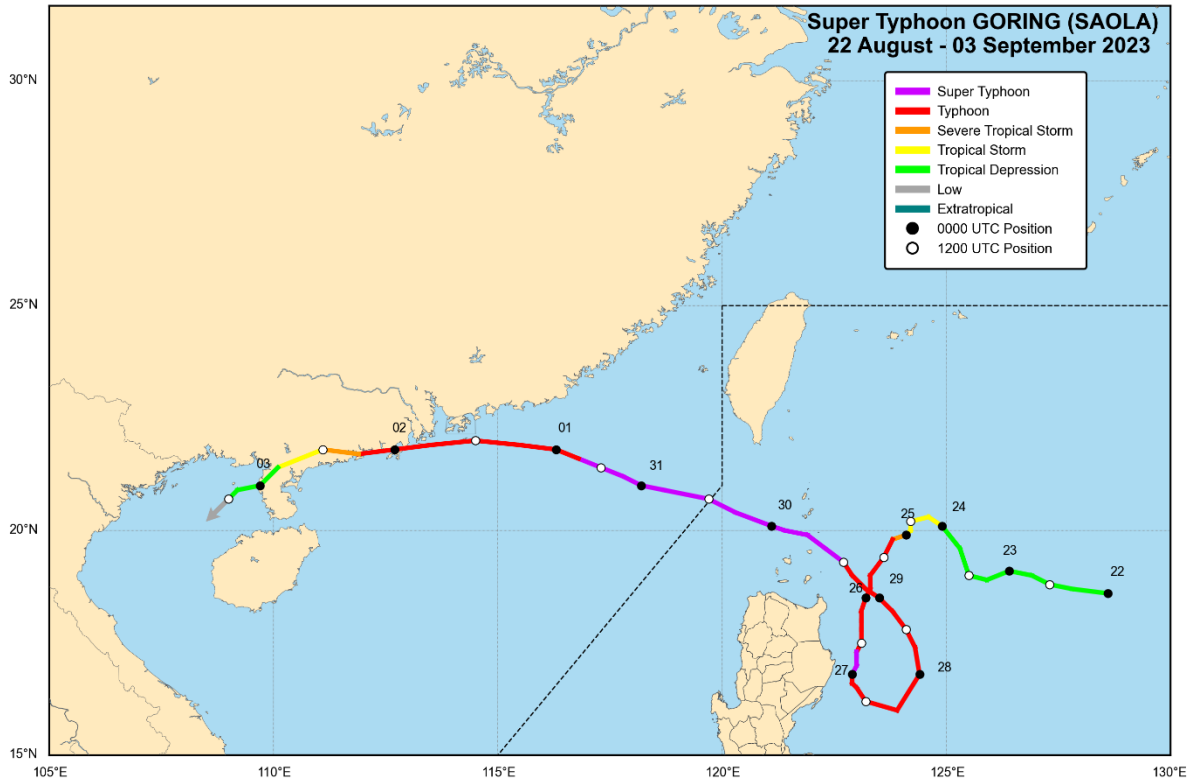 Super Typhoon GORING (SAOLA)
22 August - 03 September 2023
Super Typhoon
Typhoon
Severe Tropical Storm
Tropical Storm
Tropical Depression
Low
Extratropical
0000 UTC Position
1200 UTC Position
30°N
25°N
20°N
15°N
02
01
03
31
30
25
24
23
22
26
29
27
28
105°E
110°E
115°E
120°E
125°E
130°E